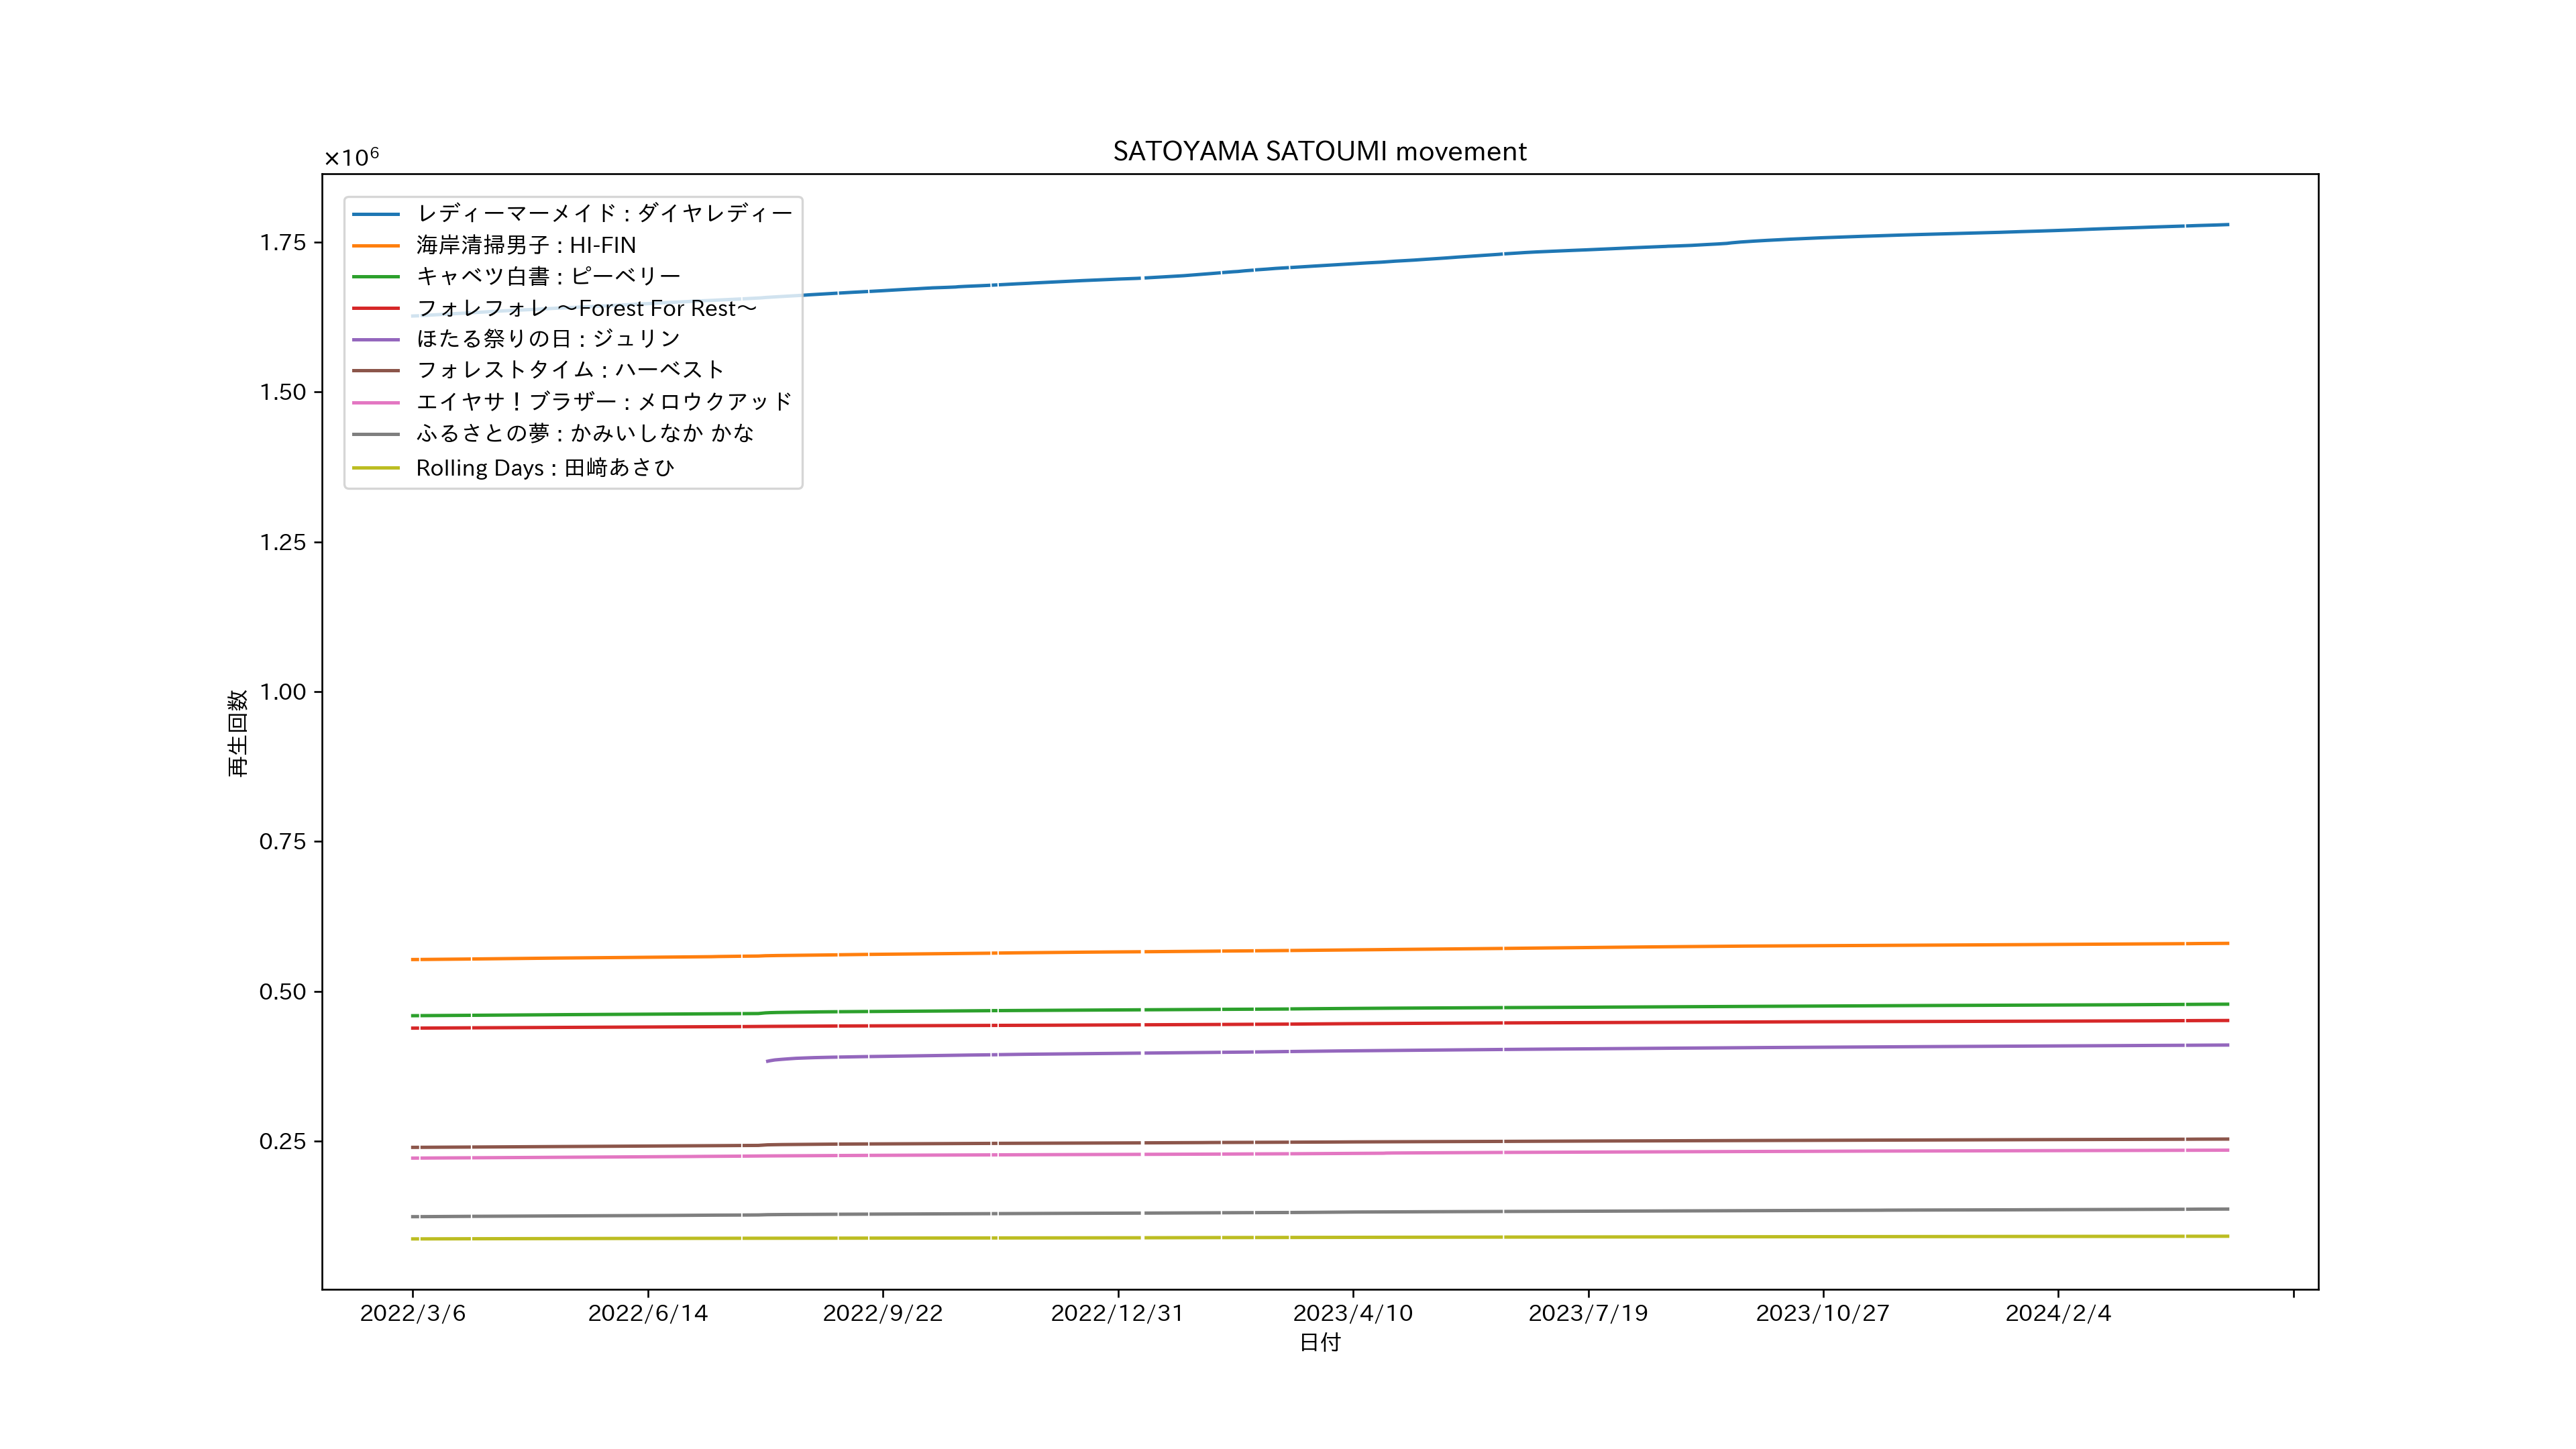 SATOYAMA SATOUMI movement
×10⁶
1.75
1.50
1.25
1.00
0.75
0.50
0.25
再生回数
レディーマーメイド : ダイヤレディー
海岸清掃男子 : HI-FIN
キャベツ白書 : ピーベリー
フォレフォレ ～Forest For Rest～
ほたる祭りの日 : ジュリン
フォレストタイム : ハーベスト
エイヤサ！ブラザー : メロウクアッド
ふるさとの夢 : かみいしなか かな
Rolling Days : 田﨑あさひ
2022/3/6 2022/6/14 2022/9/22 2022/12/31 2023/4/10 2023/7/19 2023/10/27 2024/2/4
日付